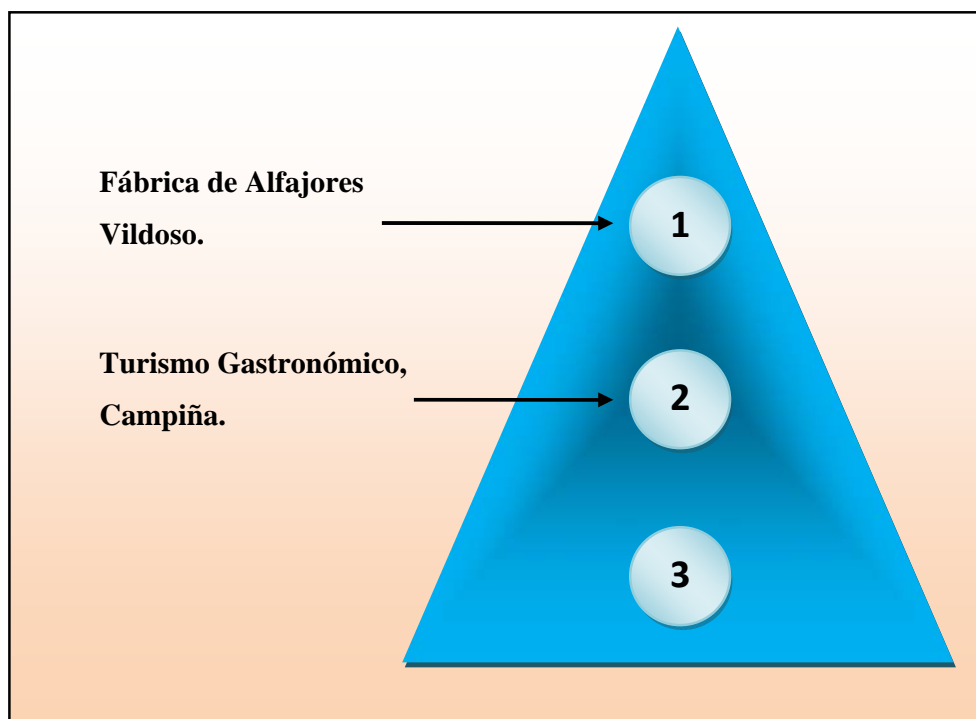 Fábrica de Alfajores
Vildoso.
1
Turismo Gastronómico,
Campiña.
2
3